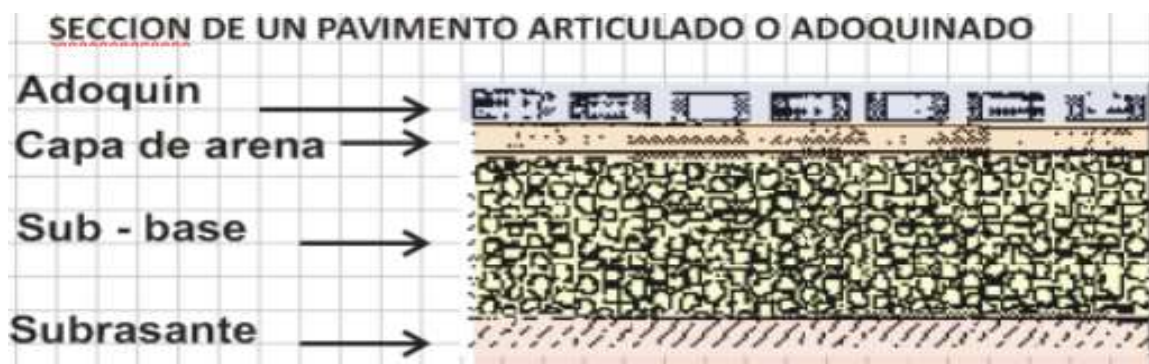 SECCION DE UN PAVIMENTO ARTICULADO O ADOQUINADO
Adoquín
Capa de arena
Sub - base
Subrasante